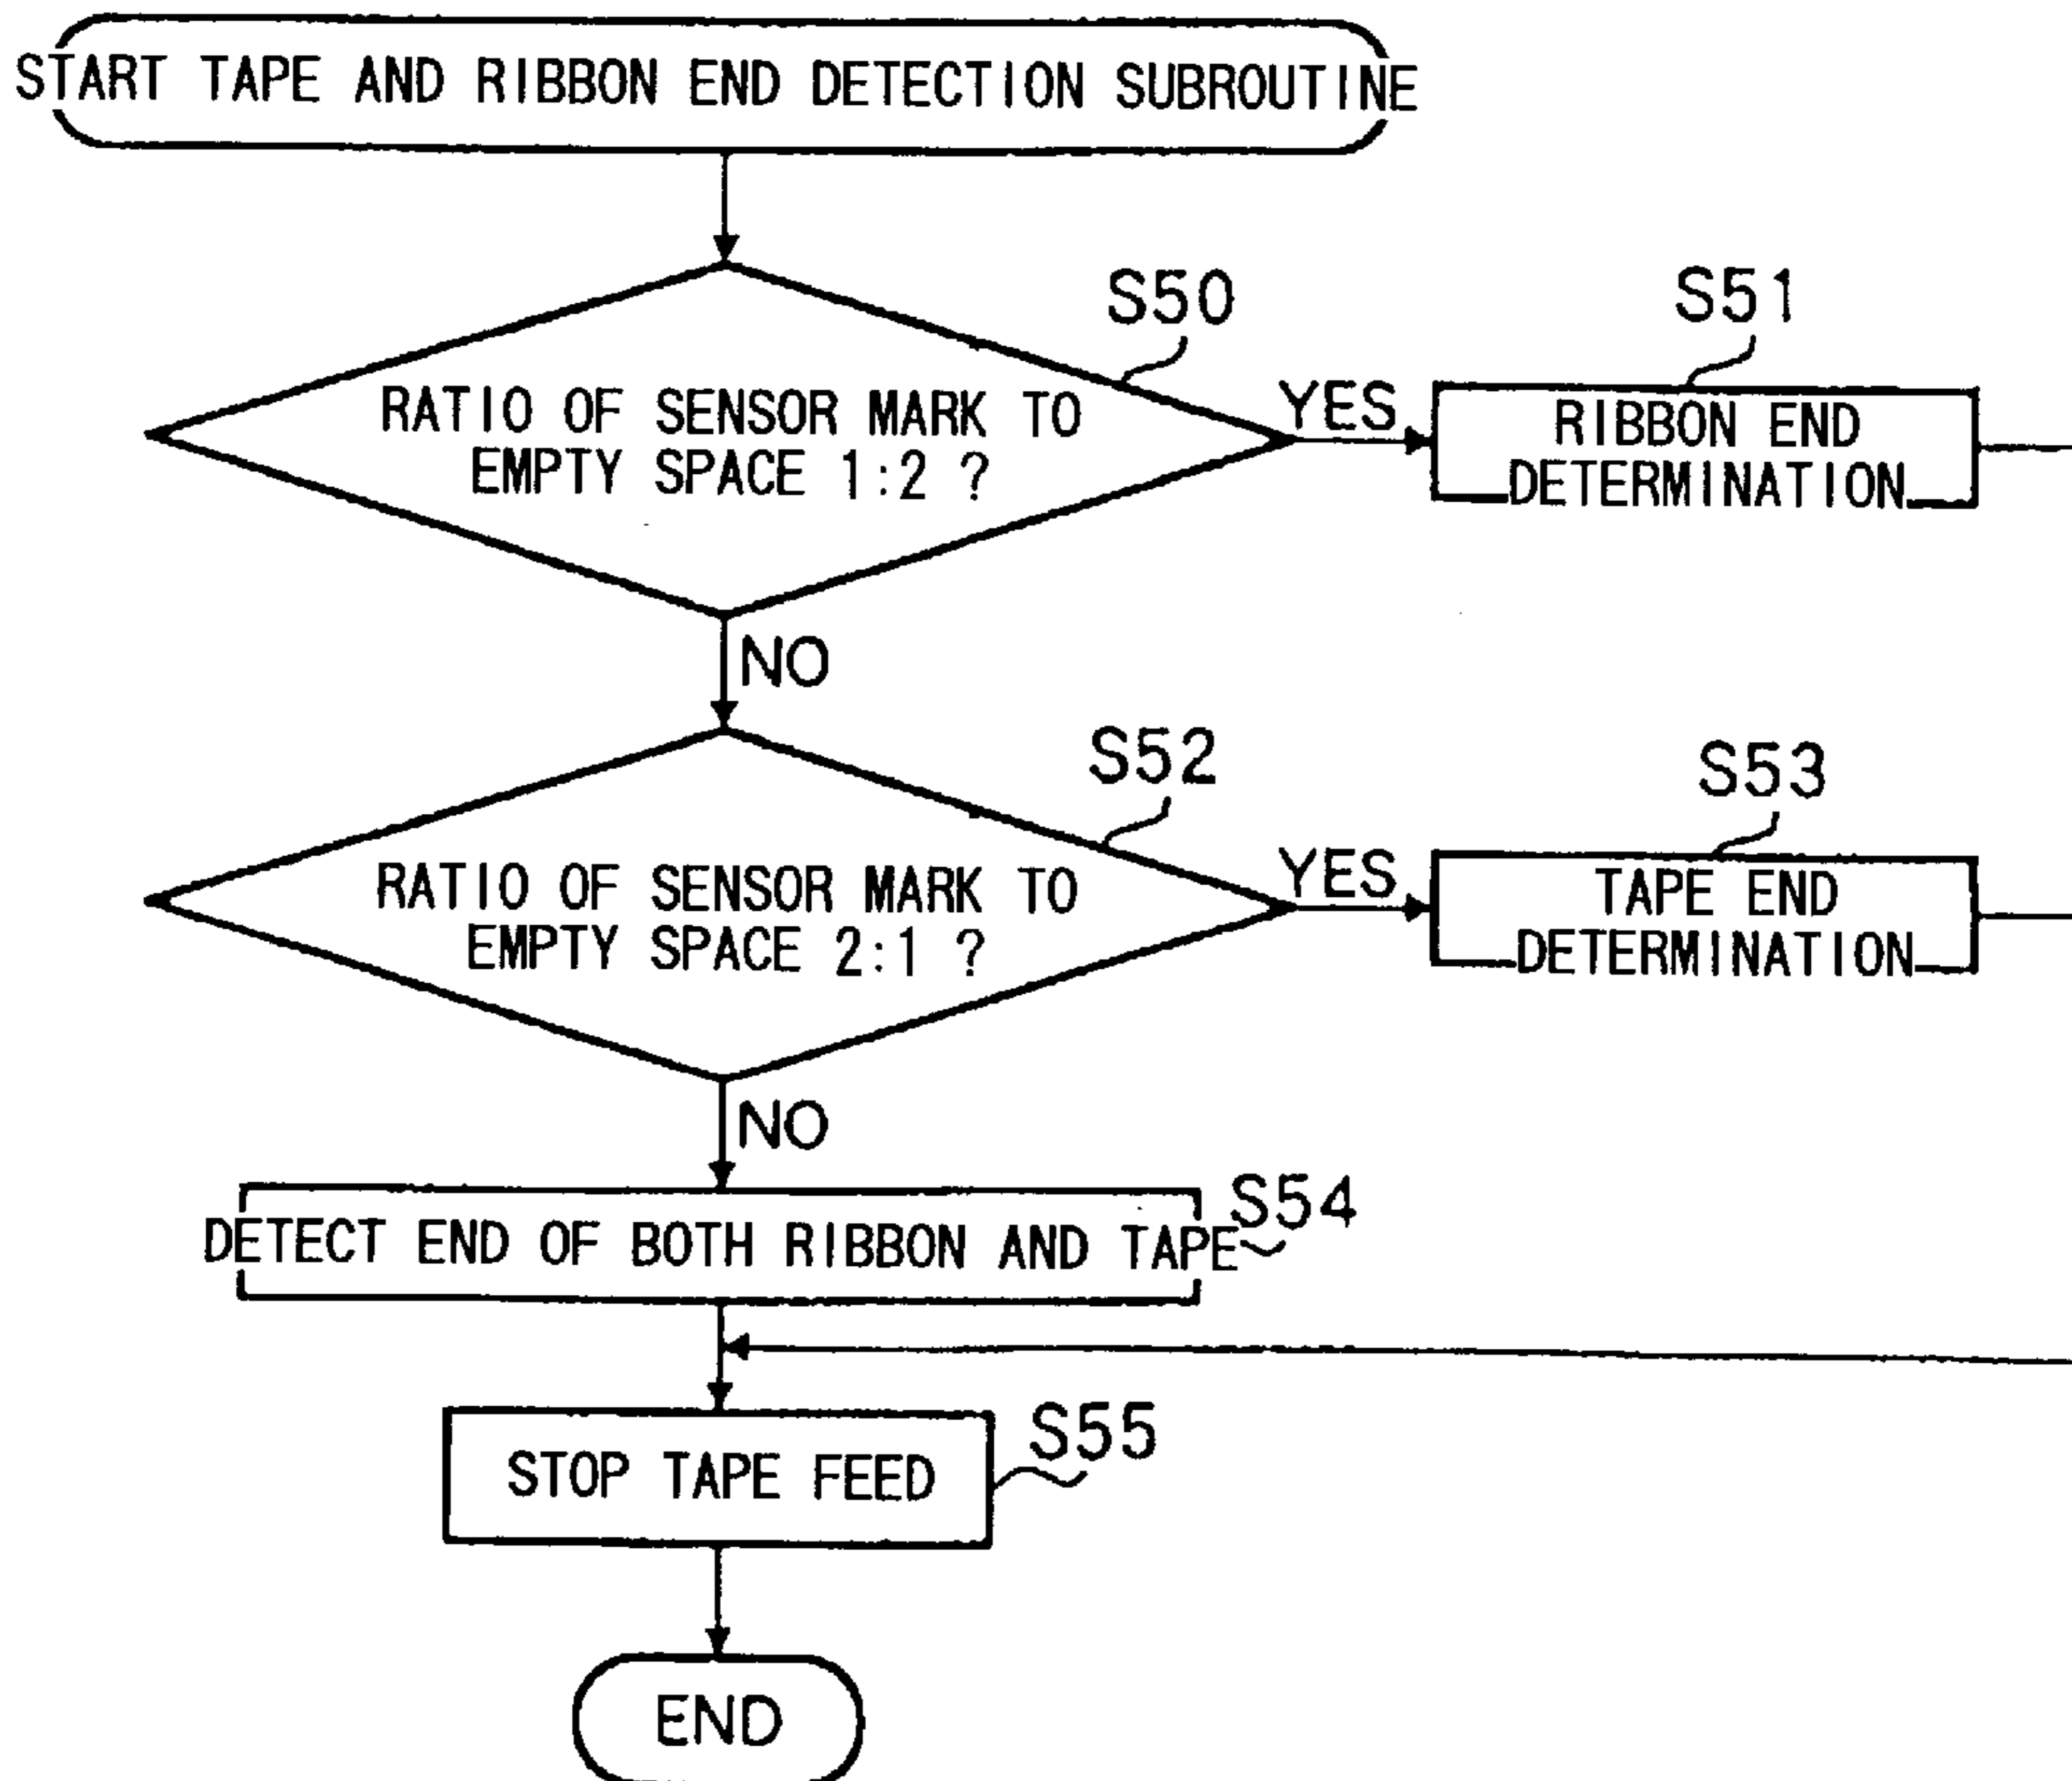 START TAPE AND RIBBON END DETECTION SUBROUTINE
S50
S51
RATIO OF SENSOR MARK TO
EMPTY SPACE 1:2 ?
YES
RIBBON END
DETERMINATION
NO
S52
S53
RATIO OF SENSOR MARK TO
EMPTY SPACE 2:1 ?
YES
TAPE END
DETERMINATION
NO
DETECT END OF BOTH RIBBON AND TAPE
S54
STOP TAPE FEED
S55
END